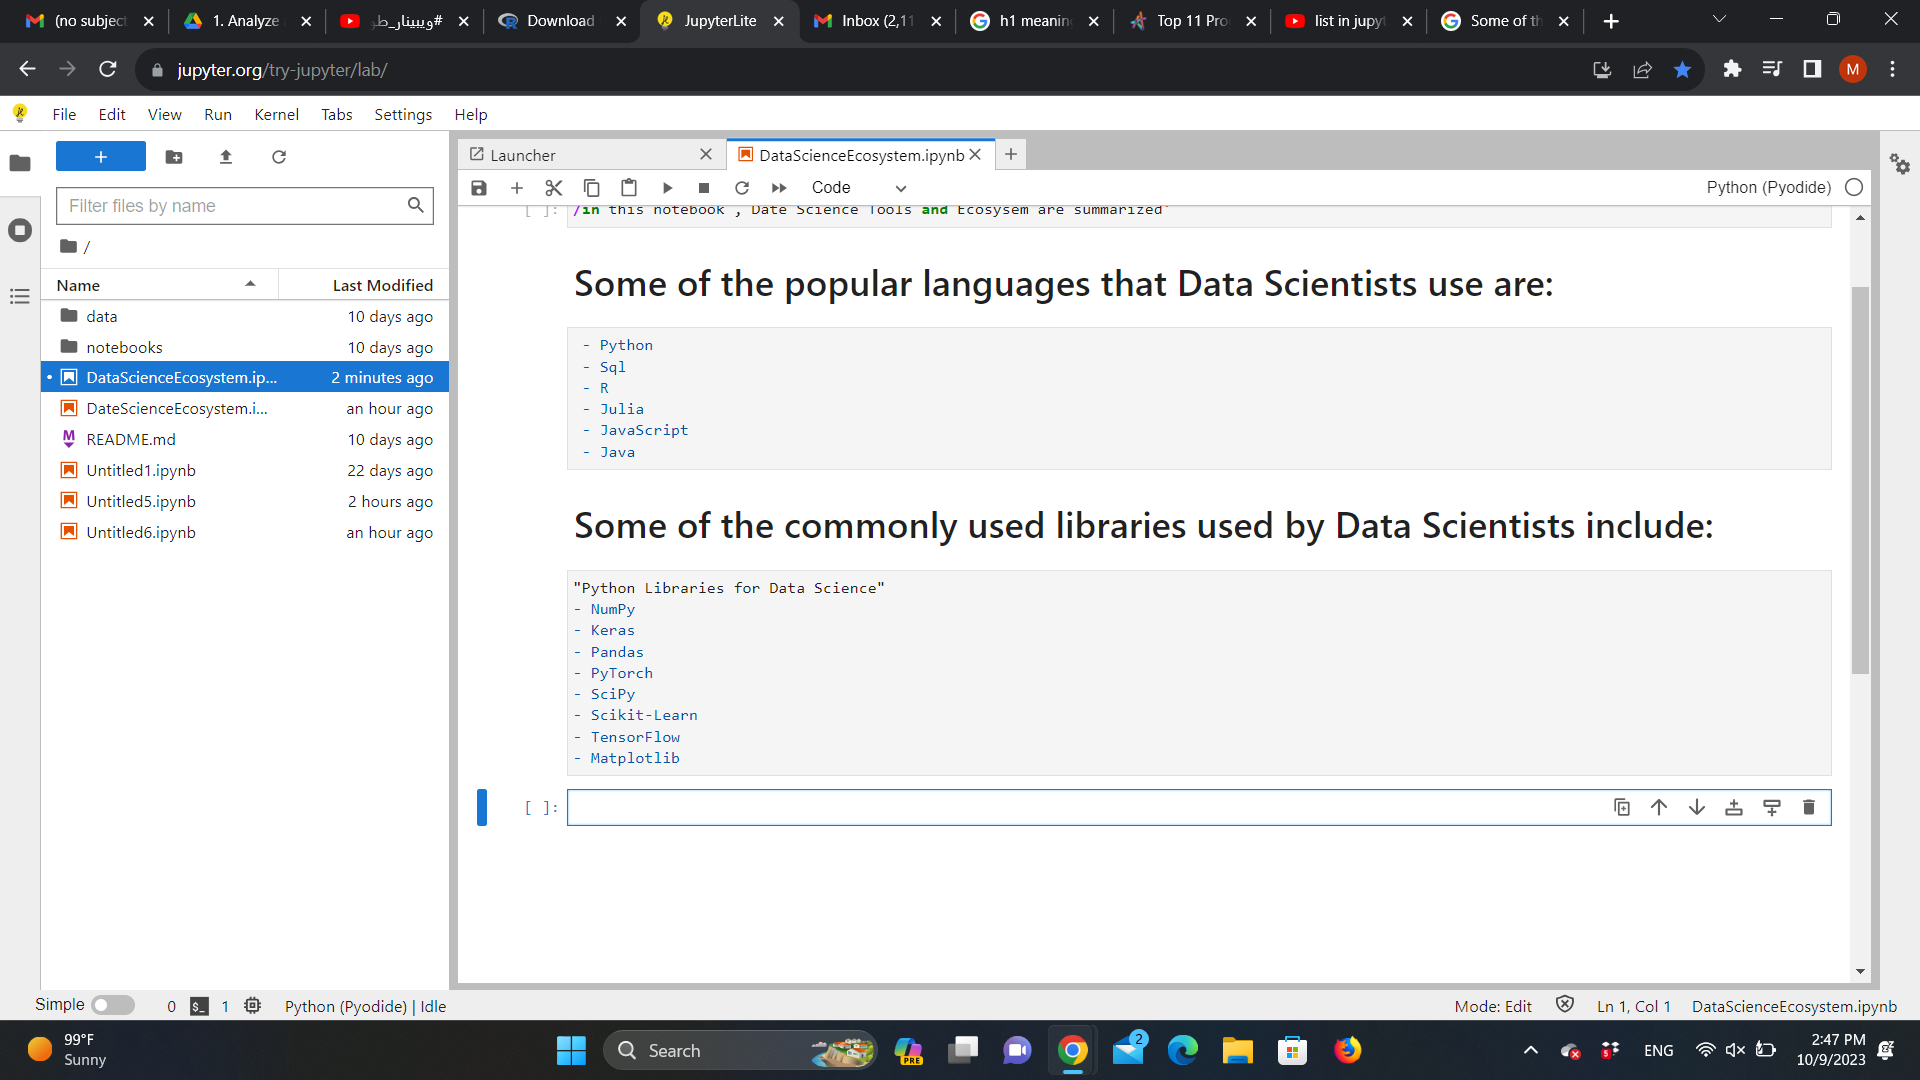 (no subject
1. Analyze
#ويبينار_طو
Download
JupyterLite
Inbox (2,11
h1 meaning
Top 11 Pro
list in jupyt
Some of th
jupyter.org/try-jupyter/lab/
M
File Edit View Run Kernel Tabs Settings Help
Launcher
DataScienceEcosystem.ipynb
Code
Python (Pyodide)
Filter files by name
/
Name Last Modified
data 10 days ago
notebooks 10 days ago
DataScienceEcosystem.ip... 2 minutes ago
DateScienceEcosystem.i... an hour ago
README.md 10 days ago
Untitled1.ipynb 22 days ago
Untitled5.ipynb 2 hours ago
Untitled6.ipynb an hour ago
[ ]: /in this notebook , Date Science Tools and Ecosysem are summarized`
Some of the popular languages that Data Scientists use are:
- Python
- Sql
- R
- Julia
- JavaScript
- Java
Some of the commonly used libraries used by Data Scientists include:
"Python Libraries for Data Science"
- NumPy
- Keras
- Pandas
- PyTorch
- SciPy
- Scikit-Learn
- TensorFlow
- Matplotlib
[ ]:
Simple 0 $_ 1 Python (Pyodide) | Idle
Mode: Edit Ln 1, Col 1 DataScienceEcosystem.ipynb
99°F
Sunny
Search
PRE
2
5
ENG
2:47 PM
10/9/2023